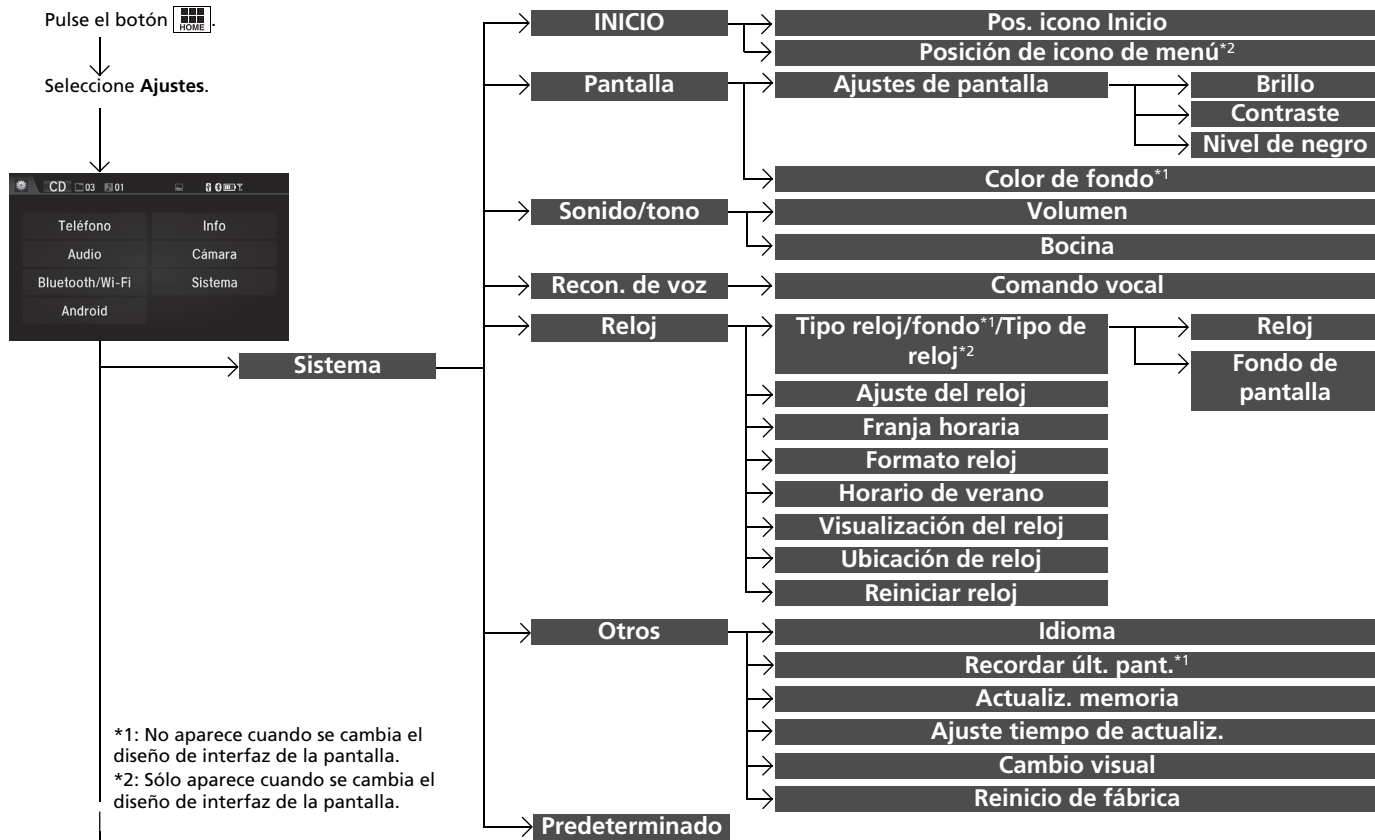 Pulse el botón HOME.
Seleccione Ajustes.
CD 03 01
Teléfono Info
Audio Cámara
Bluetooth/Wi-Fi Sistema
Android
Sistema
INICIO
Pos. icono Inicio
Posición de icono de menú*2
Pantalla
Ajustes de pantalla
Brillo
Contraste
Nivel de negro
Color de fondo*1
Sonido/tono
Volumen
Bocina
Recon. de voz
Comando vocal
Reloj
Tipo reloj/fondo*1/Tipo de
reloj*2
Reloj
Fondo de
pantalla
Ajuste del reloj
Franja horaria
Formato reloj
Horario de verano
Visualización del reloj
Ubicación de reloj
Reiniciar reloj
Otros
Idioma
Recordar últ. pant.*1
Actualiz. memoria
Ajuste tiempo de actualiz.
Cambio visual
Reinicio de fábrica
Predeterminado
*1: No aparece cuando se cambia el
diseño de interfaz de la pantalla.
*2: Sólo aparece cuando se cambia el
diseño de interfaz de la pantalla.